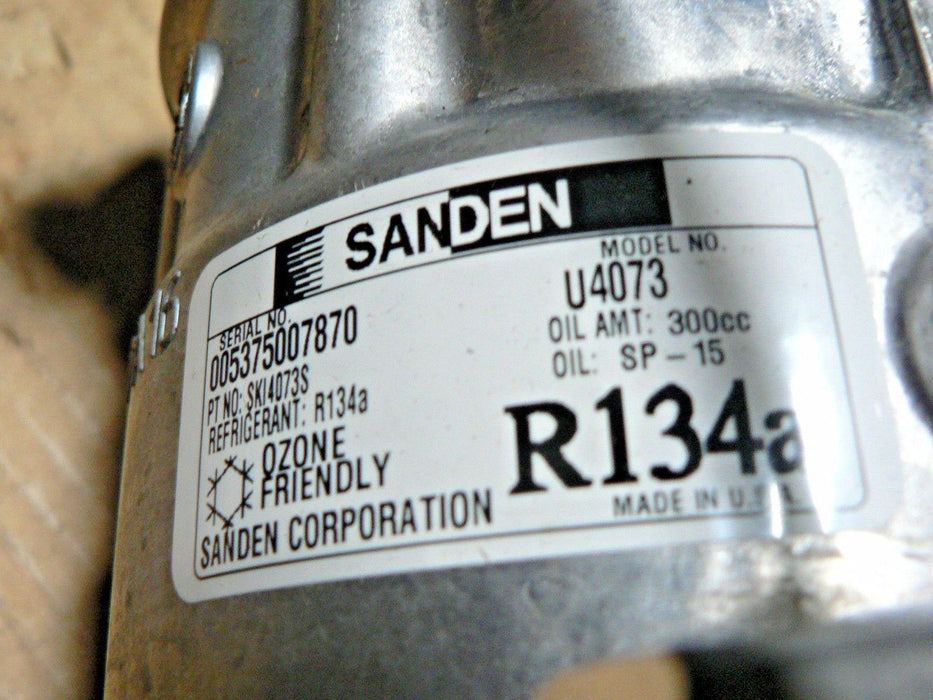 SANDEN
MODEL NO.
U4073
SERIAL NO.
005375007870
OIL AMT: 300cc
PT NO: SKI4073S
OIL: SP-15
REFRIGERANT: R134a
R134a
OZONE
FRIENDLY
SANDEN CORPORATION
MADE IN U.S.A.